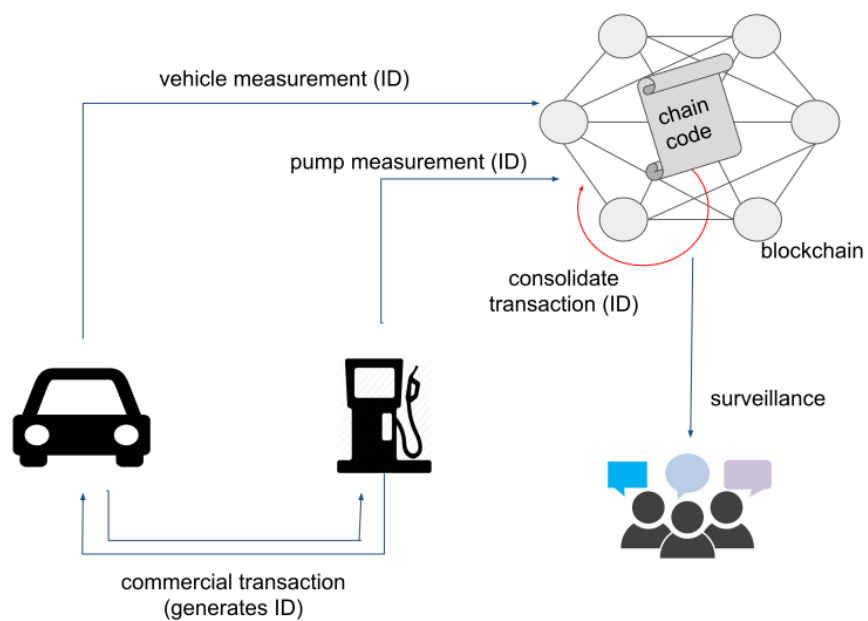 vehicle measurement (ID)
chain
code
pump measurement (ID)
blockchain
consolidate
transaction (ID)
surveillance
commercial transaction
(generates ID)